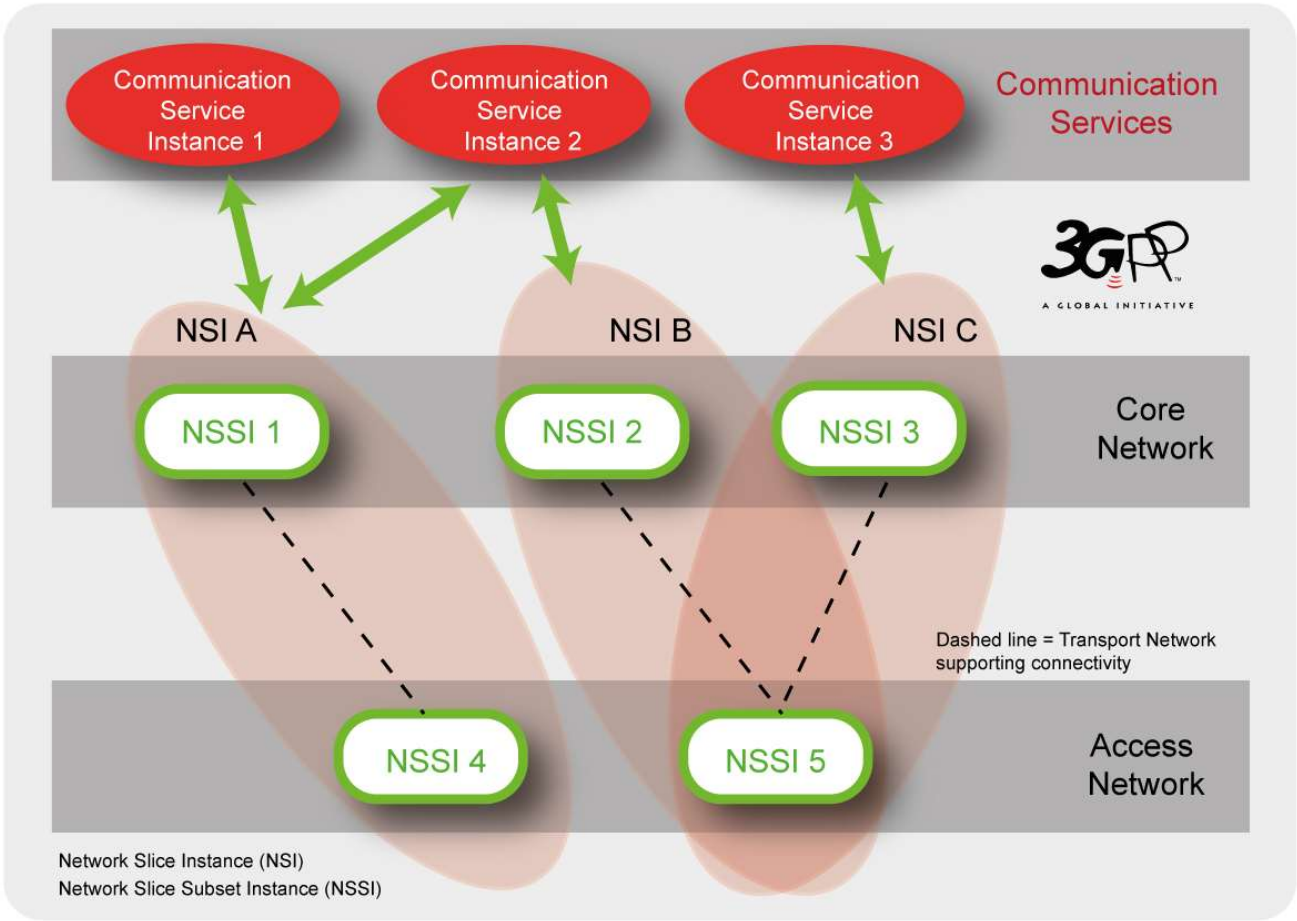 Communication
Service
Instance 1
Communication
Service
Instance 2
Communication
Service
Instance 3
Communication
Services
3GPP™
A GLOBAL INITIATIVE
NSI A
NSI B
NSI C
NSSI 1
NSSI 2
NSSI 3
Core
Network
Dashed line = Transport Network
supporting connectivity
NSSI 4
NSSI 5
Access
Network
Network Slice Instance (NSI)
Network Slice Subset Instance (NSSI)